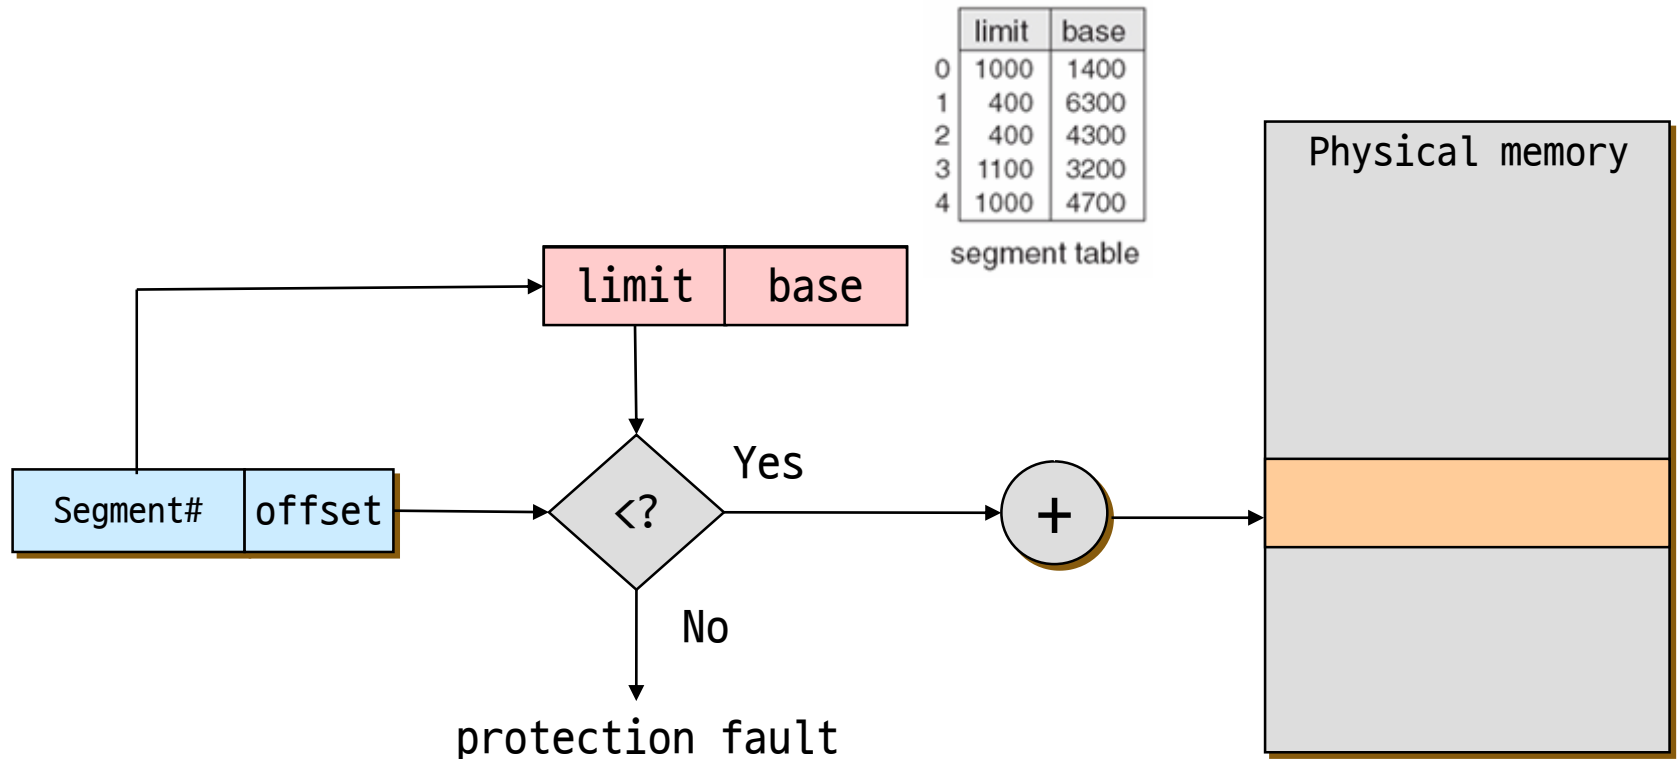 limit base
0 1000 1400
1 400 6300
2 400 4300
3 1100 3200
4 1000 4700
segment table
Physical memory
limit base
Yes
Segment# offset
<?
+
No
protection fault